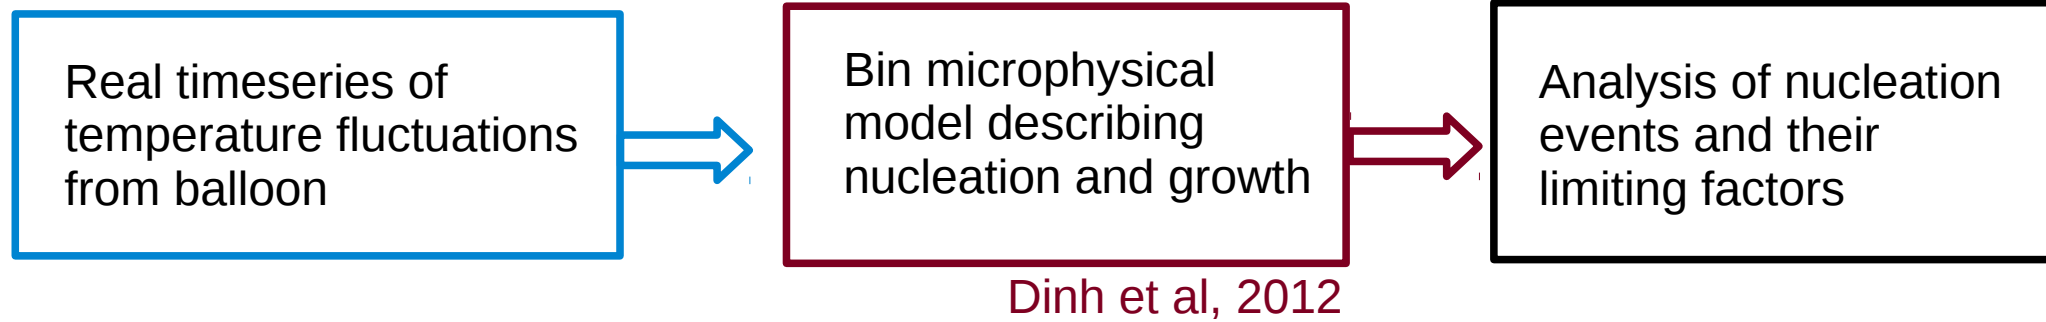 Real timeseries of
temperature fluctuations
from balloon
Bin microphysical
model describing
nucleation and growth
Analysis of nucleation
events and their
limiting factors
Dinh et al, 2012